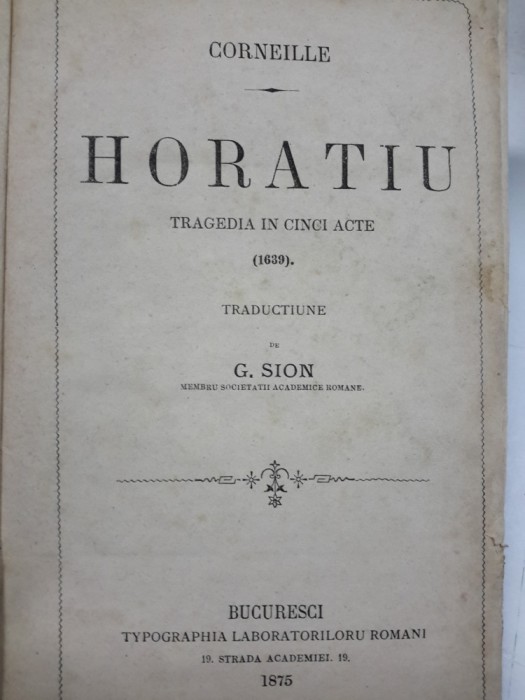 CORNEILLE
HORATIU
TRAGEDIA IN CINCI ACTE
(1639).
TRADUCTIUNE
DE
G. SION
MEMBRU SOCIETATII ACADEMICE ROMANE.
BUCURESCI
TYPOGRAPHIA LABORATORILORU ROMANI
19. STRADA ACADEMIEI. 19.
1875